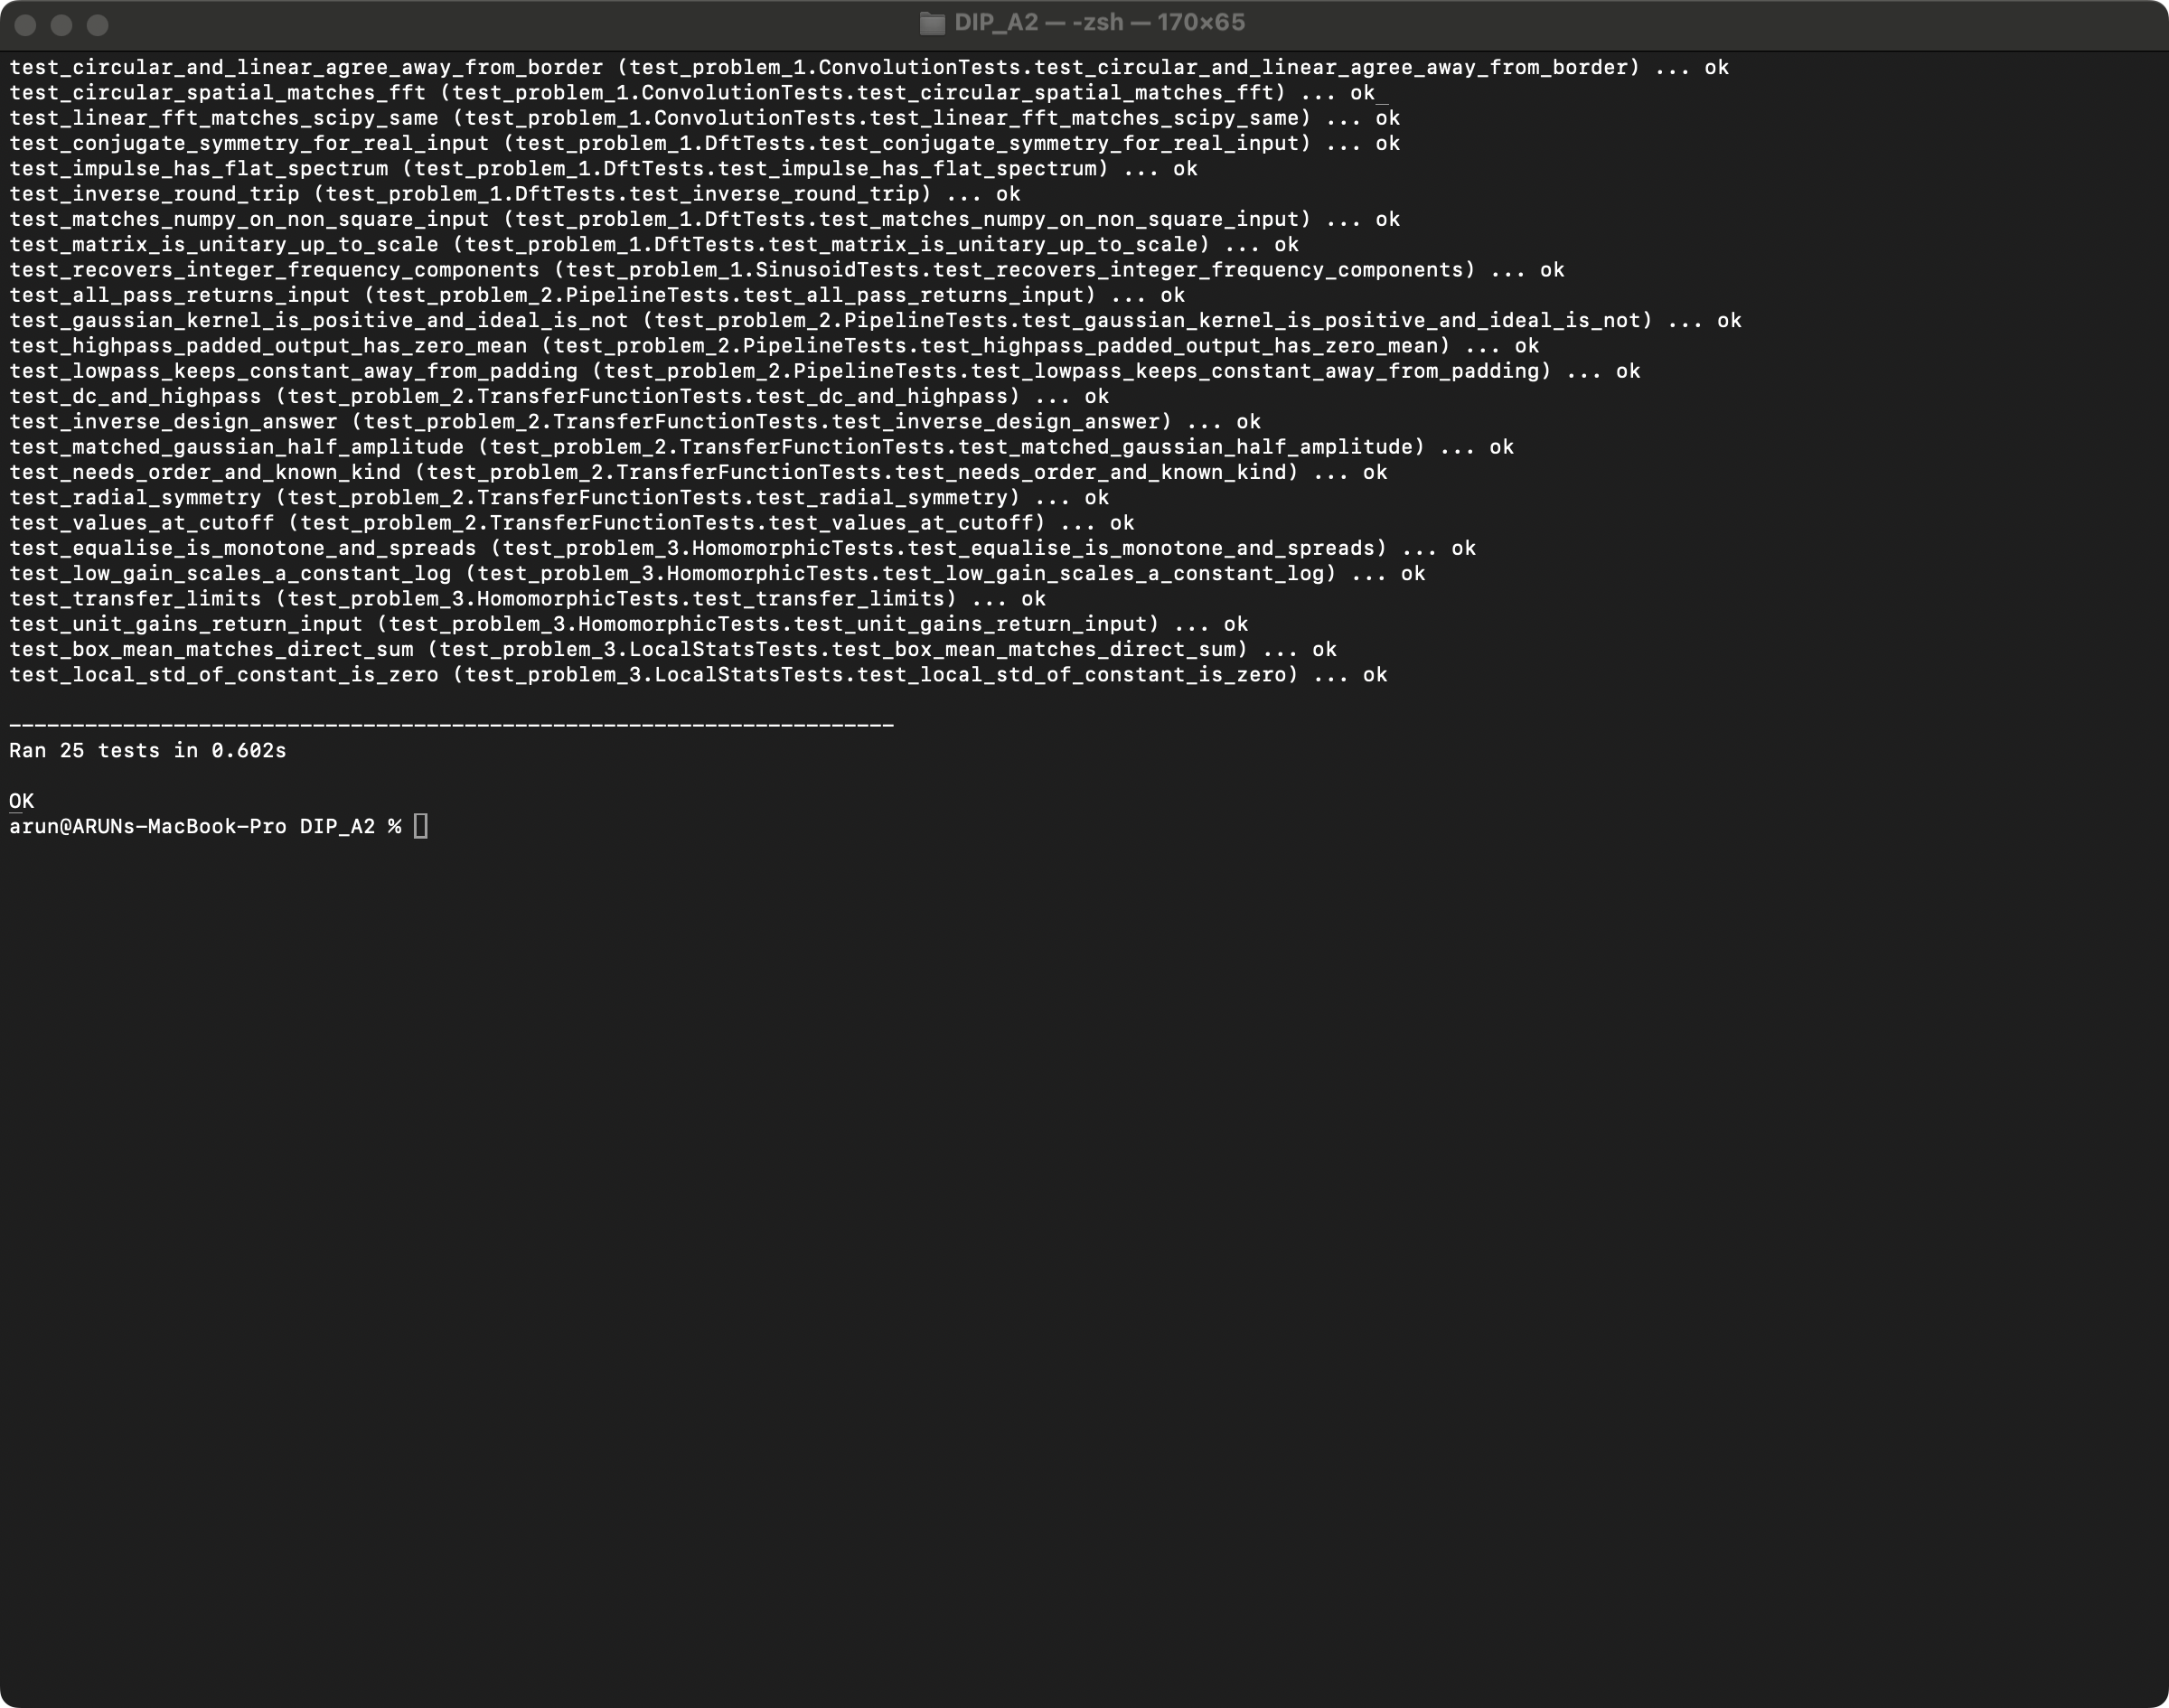 DIP_A2 — -zsh — 170×65
test_circular_and_linear_agree_away_from_border (test_problem_1.ConvolutionTests.test_circular_and_linear_agree_away_from_border) ... ok
test_circular_spatial_matches_fft (test_problem_1.ConvolutionTests.test_circular_spatial_matches_fft) ... ok
test_linear_fft_matches_scipy_same (test_problem_1.ConvolutionTests.test_linear_fft_matches_scipy_same) ... ok
test_conjugate_symmetry_for_real_input (test_problem_1.DftTests.test_conjugate_symmetry_for_real_input) ... ok
test_impulse_has_flat_spectrum (test_problem_1.DftTests.test_impulse_has_flat_spectrum) ... ok
test_inverse_round_trip (test_problem_1.DftTests.test_inverse_round_trip) ... ok
test_matches_numpy_on_non_square_input (test_problem_1.DftTests.test_matches_numpy_on_non_square_input) ... ok
test_matrix_is_unitary_up_to_scale (test_problem_1.DftTests.test_matrix_is_unitary_up_to_scale) ... ok
test_recovers_integer_frequency_components (test_problem_1.SinusoidTests.test_recovers_integer_frequency_components) ... ok
test_all_pass_returns_input (test_problem_2.PipelineTests.test_all_pass_returns_input) ... ok
test_gaussian_kernel_is_positive_and_ideal_is_not (test_problem_2.PipelineTests.test_gaussian_kernel_is_positive_and_ideal_is_not) ... ok
test_highpass_padded_output_has_zero_mean (test_problem_2.PipelineTests.test_highpass_padded_output_has_zero_mean) ... ok
test_lowpass_keeps_constant_away_from_padding (test_problem_2.PipelineTests.test_lowpass_keeps_constant_away_from_padding) ... ok
test_dc_and_highpass (test_problem_2.TransferFunctionTests.test_dc_and_highpass) ... ok
test_inverse_design_answer (test_problem_2.TransferFunctionTests.test_inverse_design_answer) ... ok
test_matched_gaussian_half_amplitude (test_problem_2.TransferFunctionTests.test_matched_gaussian_half_amplitude) ... ok
test_needs_order_and_known_kind (test_problem_2.TransferFunctionTests.test_needs_order_and_known_kind) ... ok
test_radial_symmetry (test_problem_2.TransferFunctionTests.test_radial_symmetry) ... ok
test_values_at_cutoff (test_problem_2.TransferFunctionTests.test_values_at_cutoff) ... ok
test_equalise_is_monotone_and_spreads (test_problem_3.HomomorphicTests.test_equalise_is_monotone_and_spreads) ... ok
test_low_gain_scales_a_constant_log (test_problem_3.HomomorphicTests.test_low_gain_scales_a_constant_log) ... ok
test_transfer_limits (test_problem_3.HomomorphicTests.test_transfer_limits) ... ok
test_unit_gains_return_input (test_problem_3.HomomorphicTests.test_unit_gains_return_input) ... ok
test_box_mean_matches_direct_sum (test_problem_3.LocalStatsTests.test_box_mean_matches_direct_sum) ... ok
test_local_std_of_constant_is_zero (test_problem_3.LocalStatsTests.test_local_std_of_constant_is_zero) ... ok
----------------------------------------------------------------------
Ran 25 tests in 0.602s
OK
arun@ARUNs-MacBook-Pro DIP_A2 %